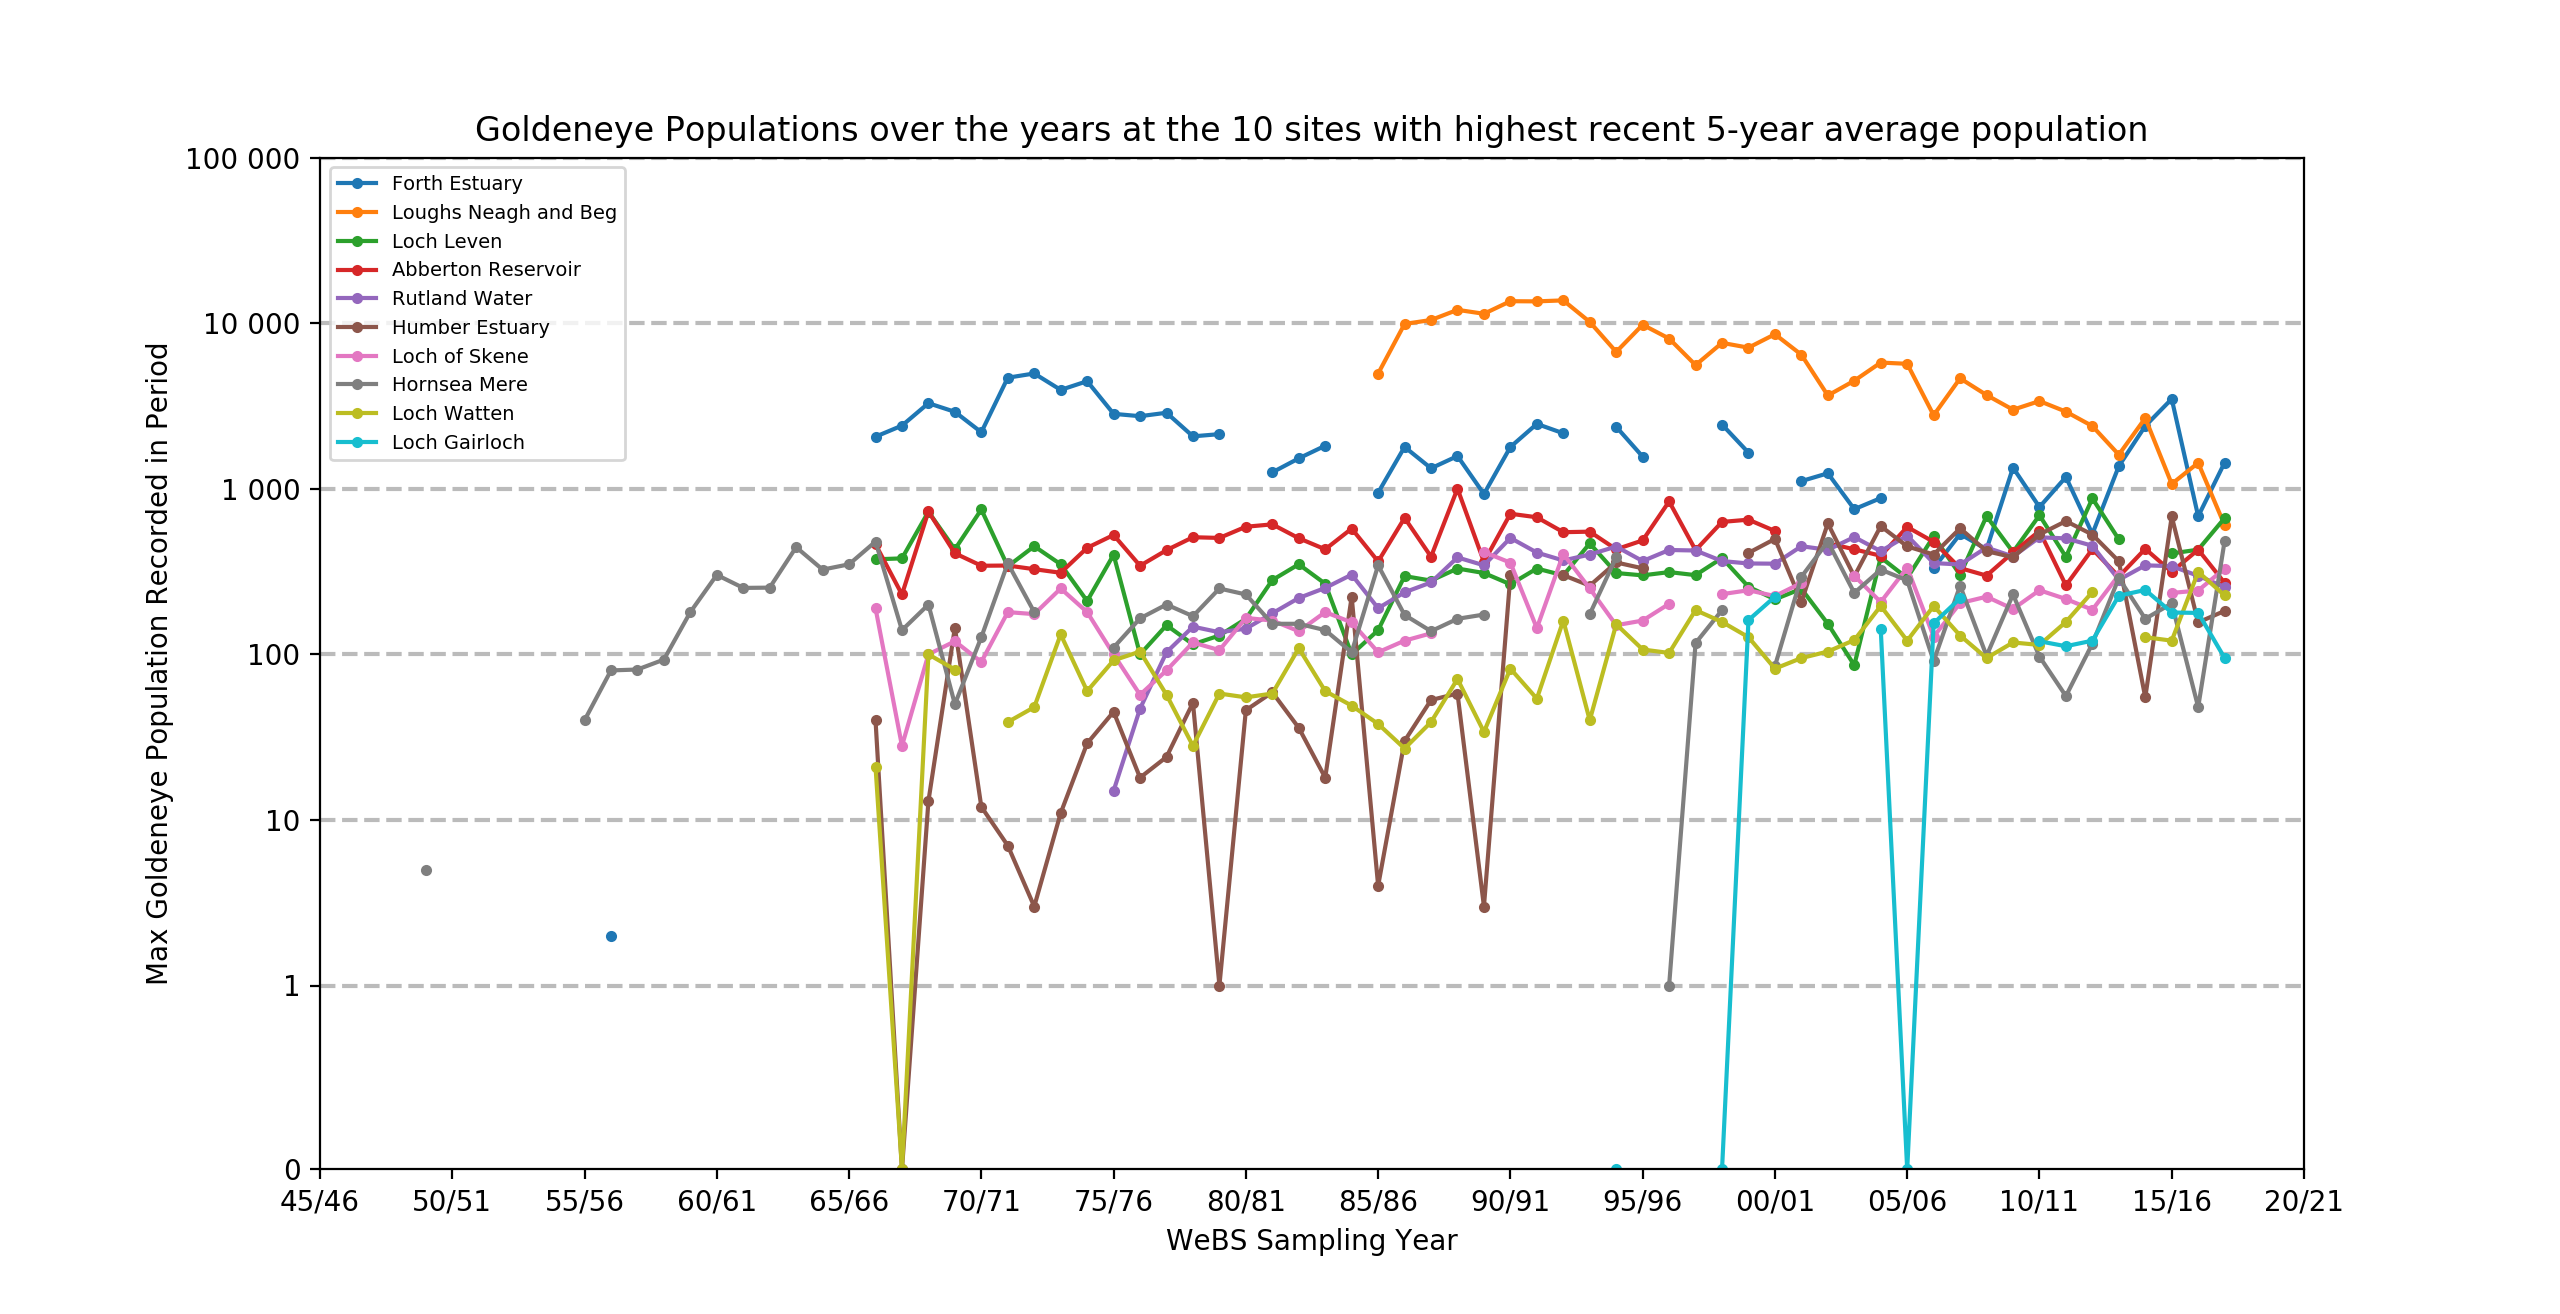 Goldeneye Populations over the years at the 10 sites with highest recent 5-year average population
100 000
10 000
1 000
100
10
1
0
Max Goldeneye Population Recorded in Period
Forth Estuary
Loughs Neagh and Beg
Loch Leven
Abberton Reservoir
Rutland Water
Humber Estuary
Loch of Skene
Hornsea Mere
Loch Watten
Loch Gairloch
45/46 50/51 55/56 60/61 65/66 70/71 75/76 80/81 85/86 90/91 95/96 00/01 05/06 10/11 15/16 20/21
WeBS Sampling Year